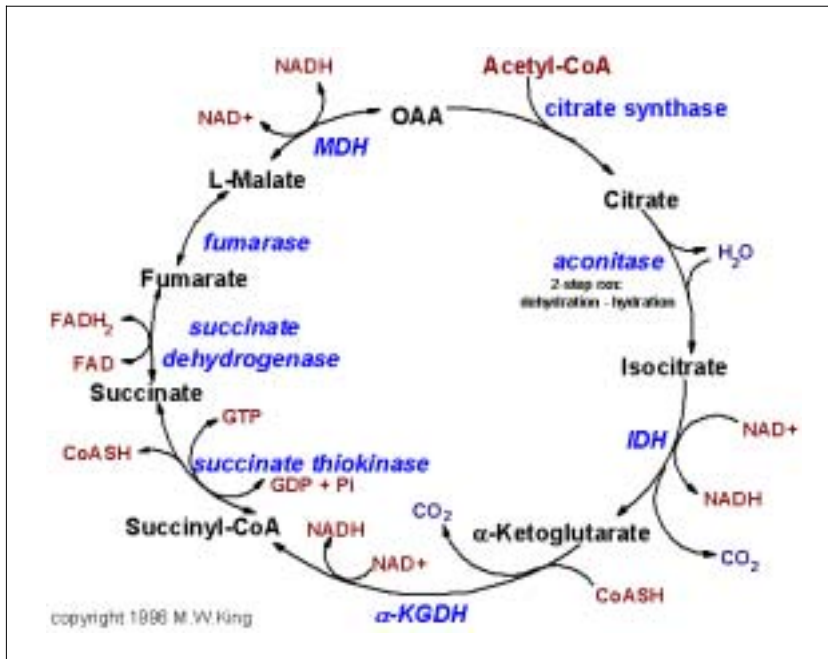 NADH
Acetyl-CoA
NAD+
OAA
citrate synthase
MDH
L-Malate
Citrate
fumarase
aconitase
H₂O
2-step rxn:
dehydration - hydration
Fumarate
FADH₂
succinate
dehydrogenase
FAD
Isocitrate
Succinate
GTP
IDH
NAD+
CoASH
succinate thiokinase
GDP + Pi
NADH
CO₂
Succinyl-CoA
NADH
α-Ketoglutarate
NAD+
CO₂
CoASH
α-KGDH
copyright 1996 M.W.King